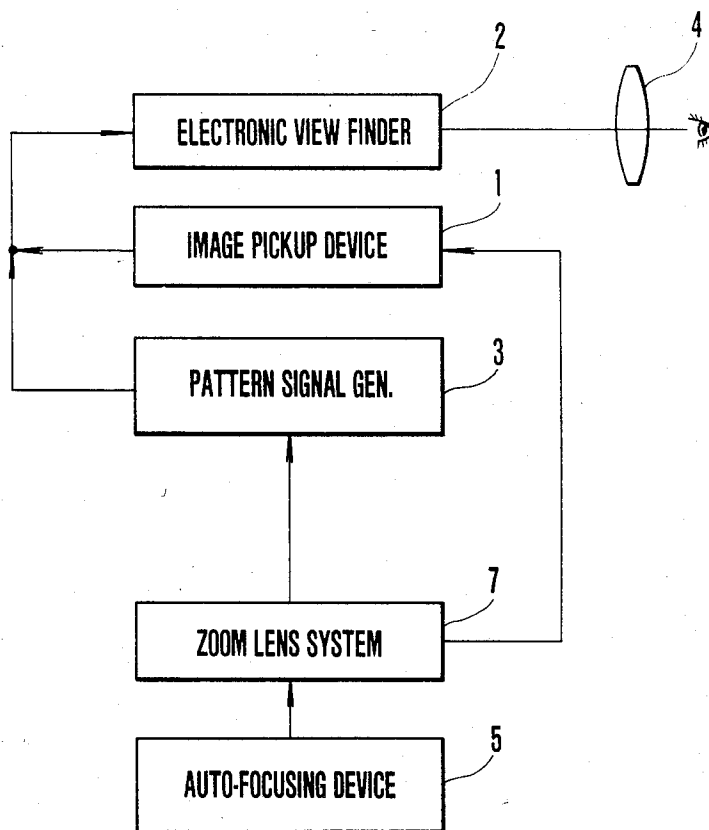 2
4
ELECTRONIC VIEW FINDER
1
IMAGE PICKUP DEVICE
3
PATTERN SIGNAL GEN.
7
ZOOM LENS SYSTEM
5
AUTO-FOCUSING DEVICE